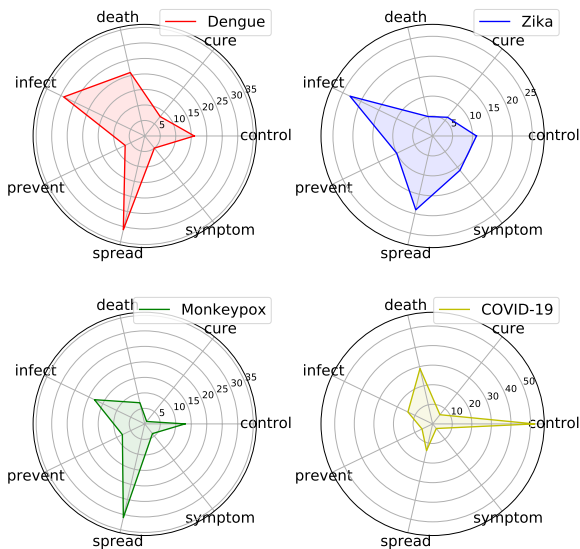 death
Dengue
cure
infect
5 10 15 20 25 30 35
control
prevent
symptom
spread
death
Zika
cure
infect
5 10 15 20 25
control
prevent
symptom
spread
death
Monkeypox
cure
infect
5 10 15 20 25 30 35
control
prevent
symptom
spread
death
COVID-19
cure
infect
10 20 30 40 50
control
prevent
symptom
spread